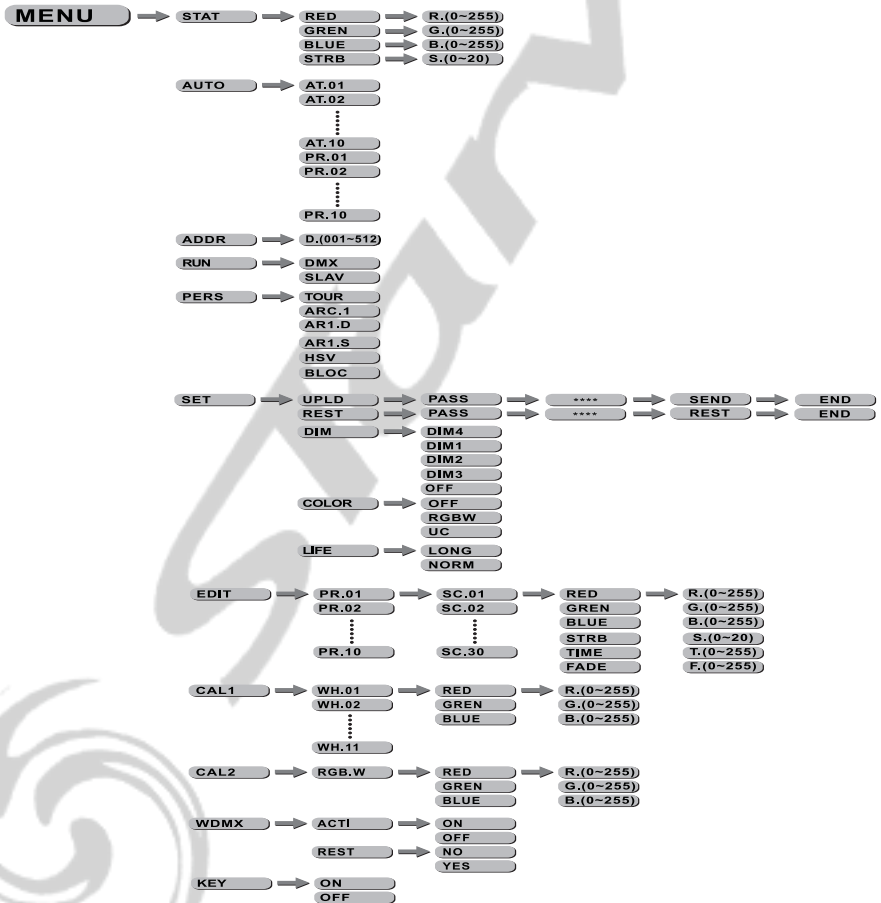 MENU STAT RED R.(0~255)
GREN G.(0~255)
BLUE B.(0~255)
STRB S.(0~20)
AUTO AT.01
AT.02
AT.10
PR.01
PR.02
PR.10
ADDR D.(001~512)
RUN DMX
SLAV
PERS TOUR
ARC.1
AR1.D
AR1.S
HSV
BLOC
SET UPLD PASS **** SEND END
REST PASS **** REST END
DIM DIM4
DIM1
DIM2
DIM3
OFF
COLOR OFF
RGBW
UC
LIFE LONG
NORM
EDIT PR.01 SC.01 RED R.(0~255)
PR.02 SC.02 GREN G.(0~255)
BLUE B.(0~255)
STRB S.(0~20)
PR.10 SC.30 TIME T.(0~255)
FADE F.(0~255)
CAL1 WH.01 RED R.(0~255)
WH.02 GREN G.(0~255)
BLUE B.(0~255)
WH.11
CAL2 RGB.W RED R.(0~255)
GREN G.(0~255)
BLUE B.(0~255)
WDMX ACTI ON
OFF
REST NO
YES
KEY ON
OFF